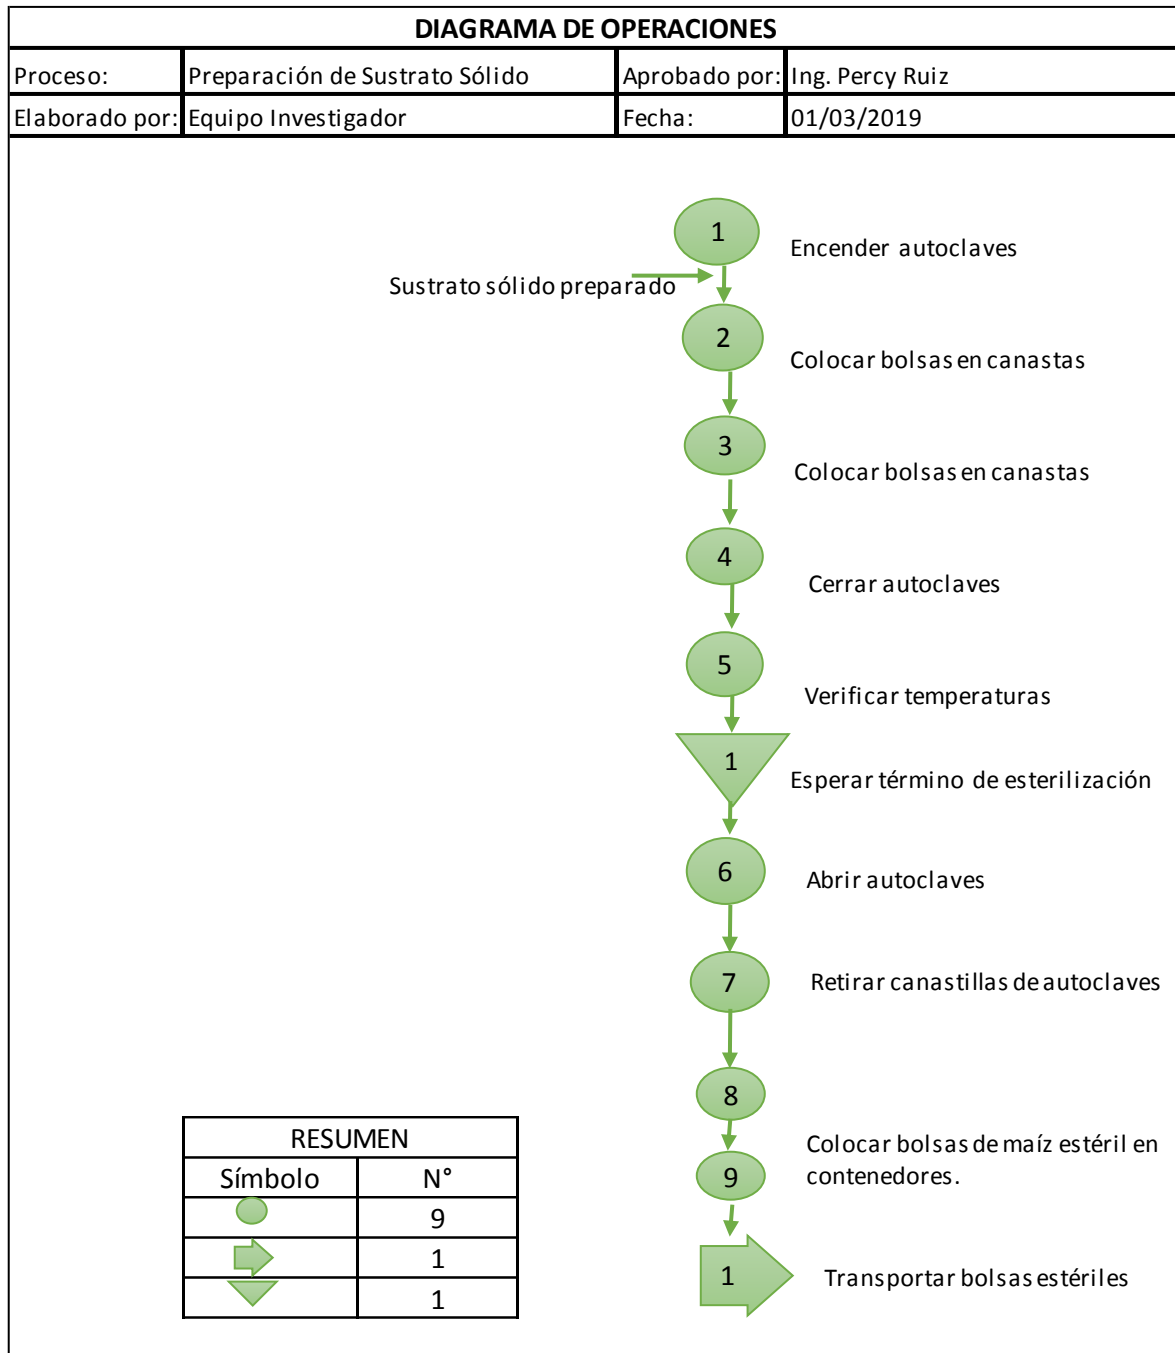 DIAGRAMA DE OPERACIONES
Proceso: Preparación de Sustrato Sólido Aprobado por: Ing. Percy Ruiz
Elaborado por: Equipo Investigador Fecha: 01/03/2019
1 Encender autoclaves
Sustrato sólido preparado
2 Colocar bolsas en canastas
3 Colocar bolsas en canastas
4 Cerrar autoclaves
5 Verificar temperaturas
1 Esperar término de esterilización
6 Abrir autoclaves
7 Retirar canastillas de autoclaves
8
Colocar bolsas de maíz estéril en
9 contenedores.
1 Transportar bolsas estériles
RESUMEN
Símbolo N°
9
1
1